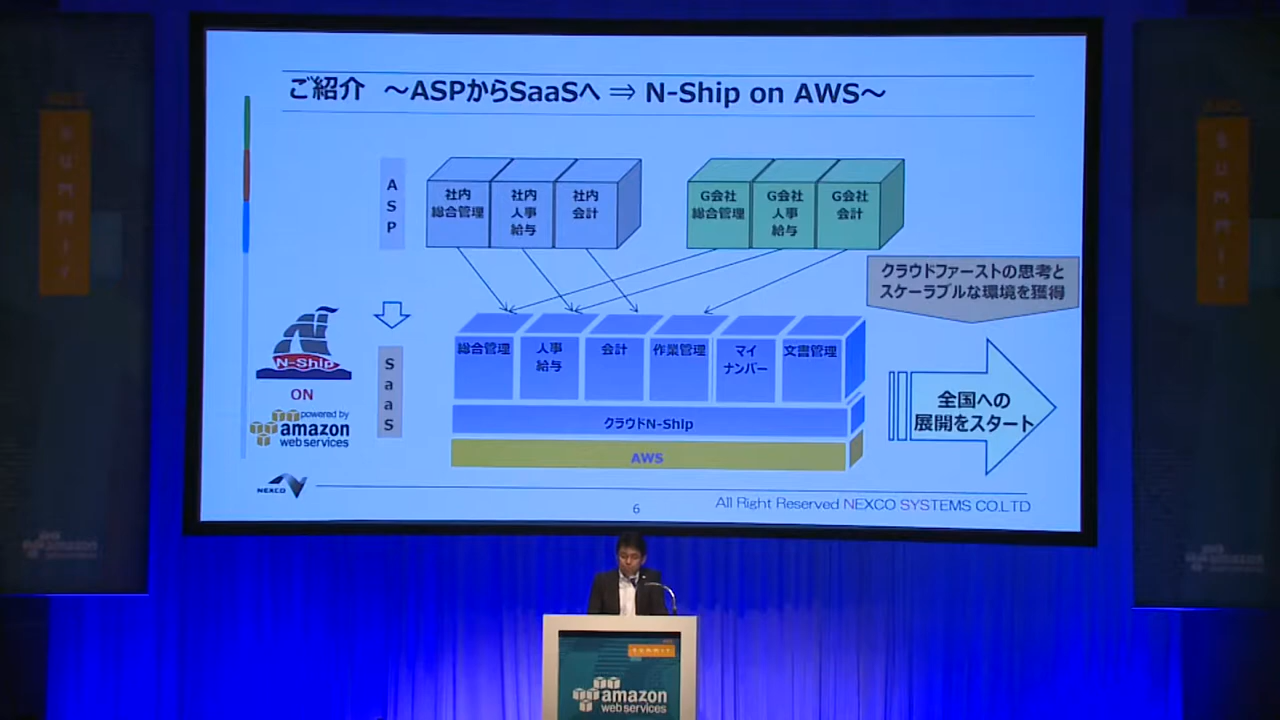 ご紹介 ～ASPからSaaSへ ⇒ N-Ship on AWS～
ASP
社内
総合管理
社内
人事
給与
社内
会計
G会社
総合管理
G会社
人事
給与
G会社
会計
クラウドファーストの思考と
スケーラブルな環境を獲得
N-Ship
ON
powered by
amazon
web services
SaaS
総合管理
人事
給与
会計
作業管理
マイ
ナンバー
文書管理
クラウドN-Ship
AWS
全国への
展開をスタート
NEXCO
6
All Right Reserved NEXCO SYSTEMS CO.LTD
SUMMIT
SUMMIT
SUMMIT
amazon
web services
amazon
amazon